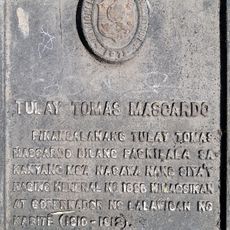 1871
TULAY TOMAS MASCARDO
PINANGALANANG TULAY TOMAS
MASCARDO BILANG PAGKILALA SA
KANYANG MGA NAGAWA NANG SIYA'Y
NAGING HENERAL NG 1896 HIMAGSIKAN
AT GOBERNADOR NG LALAWIGAN NG
KABITE (1910-1912).